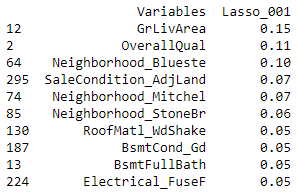 Variables Lasso_001
12 GrLivArea 0.15
2 OverallQual 0.11
64 Neighborhood_Blueste 0.10
295 SaleCondition_AdjLand 0.07
74 Neighborhood_Mitchel 0.07
85 Neighborhood_StoneBr 0.06
130 RoofMatl_WdShake 0.05
187 BsmtCond_Gd 0.05
13 BsmtFullBath 0.05
224 Electrical_FuseF 0.05